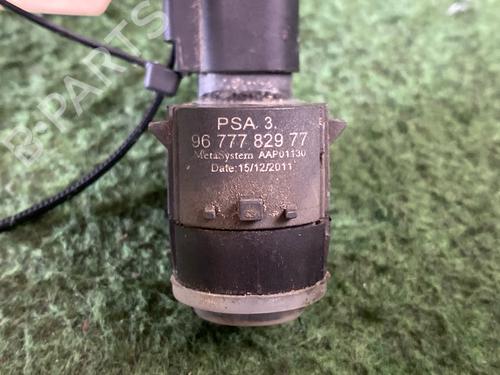 B-PARTS
PSA 3.
96 777 829 77
MetaSystem AAP01130
Date:15/12/2011